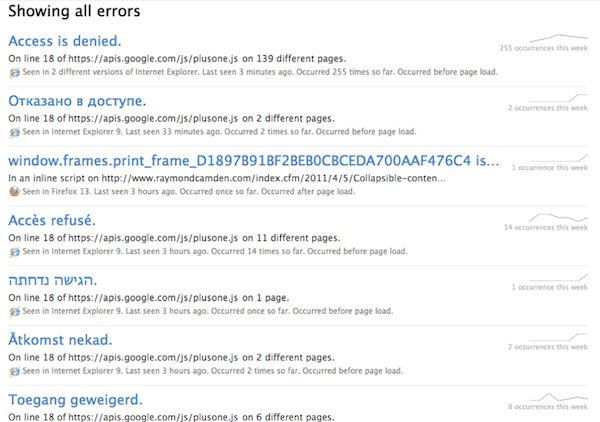 Showing all errors
Access is denied.
On line 18 of https://apis.google.com/js/plusone.js on 139 different pages.
Seen in 2 different versions of Internet Explorer. Last seen 3 minutes ago. Occurred 255 times so far. Occurred before page load.
255 occurrences this week
Отказано в доступе.
On line 18 of https://apis.google.com/js/plusone.js on 2 different pages.
Seen in Internet Explorer 9. Last seen 33 minutes ago. Occurred 2 times so far. Occurred before page load.
2 occurrences this week
window.frames.print_frame_D1897B91BF2BEB0CBCEDA700AAF476C4 is...
In an inline script on http://www.raymondcamden.com/index.cfm/2011/4/5/Collapsible-conten...
Seen in Firefox 13. Last seen 3 hours ago. Occurred once so far. Occurred after page load.
1 occurrence this week
Accès refusé.
On line 18 of https://apis.google.com/js/plusone.js on 11 different pages.
Seen in Internet Explorer 9. Last seen 3 hours ago. Occurred 14 times so far. Occurred before page load.
14 occurrences this week
הגישה נדחתה.
On line 18 of https://apis.google.com/js/plusone.js on 1 page.
Seen in Internet Explorer 9. Last seen 3 hours ago. Occurred once so far. Occurred before page load.
1 occurrence this week
Åtkomst nekad.
On line 18 of https://apis.google.com/js/plusone.js on 2 different pages.
Seen in Internet Explorer 9. Last seen 3 hours ago. Occurred 2 times so far. Occurred before page load.
2 occurrences this week
Toegang geweigerd.
On line 18 of https://apis.google.com/js/plusone.js on 6 different pages.
8 occurrences this week